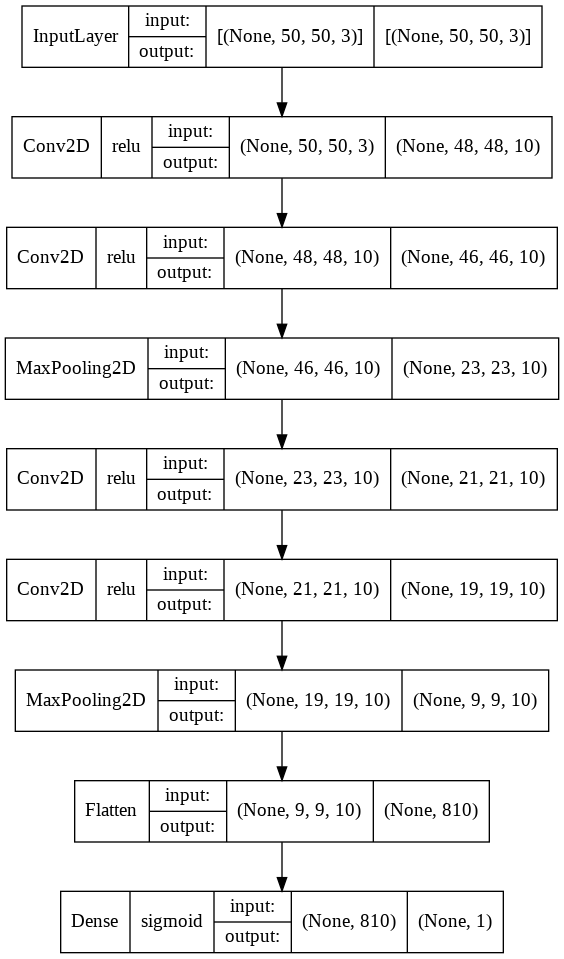 InputLayer input: output: [(None, 50, 50, 3)] [(None, 50, 50, 3)]
Conv2D relu input: output: (None, 50, 50, 3) (None, 48, 48, 10)
Conv2D relu input: output: (None, 48, 48, 10) (None, 46, 46, 10)
MaxPooling2D input: output: (None, 46, 46, 10) (None, 23, 23, 10)
Conv2D relu input: output: (None, 23, 23, 10) (None, 21, 21, 10)
Conv2D relu input: output: (None, 21, 21, 10) (None, 19, 19, 10)
MaxPooling2D input: output: (None, 19, 19, 10) (None, 9, 9, 10)
Flatten input: output: (None, 9, 9, 10) (None, 810)
Dense sigmoid input: output: (None, 810) (None, 1)